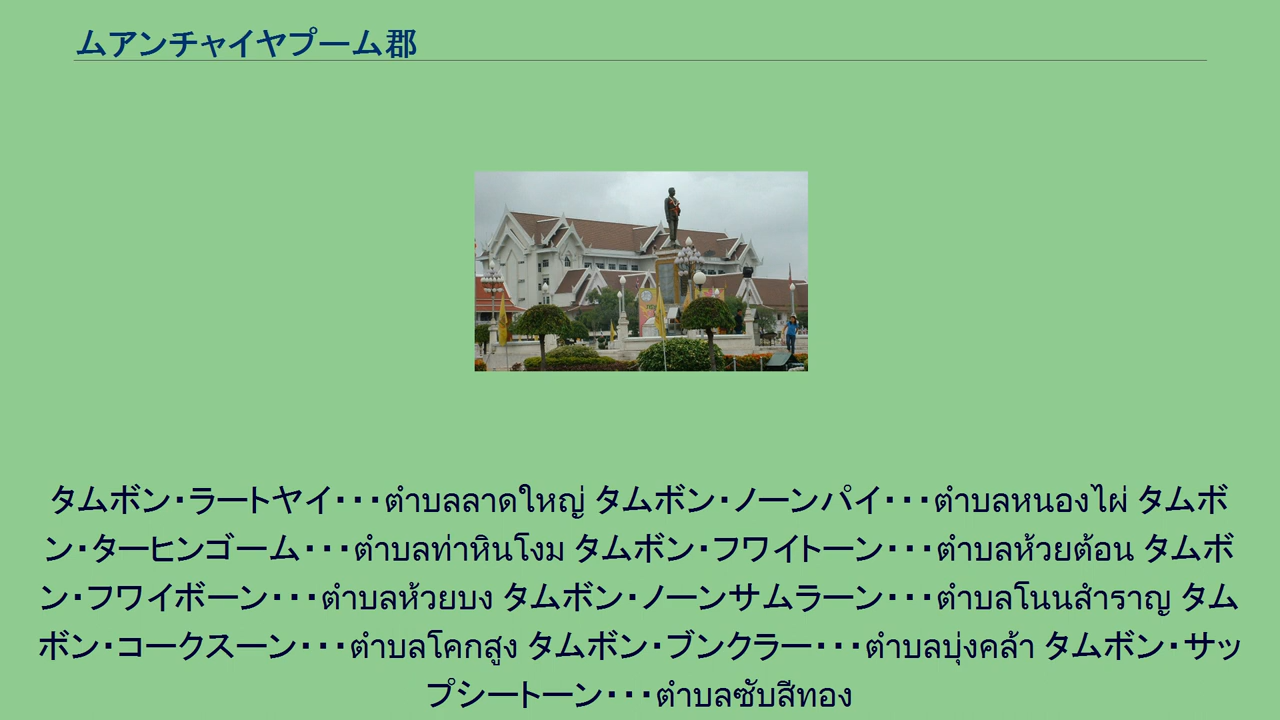 ムアンチャイヤプーム郡
タムボン・ラートヤイ・・・ตำบลลาดใหญ่ タムボン・ノーンパイ・・・ตำบลหนองไผ่ タムボ
ン・ターヒンゴーム・・・ตำบลท่าหินโงม タムボン・フワイトーン・・・ตำบลห้วยต้อน タムボ
ン・フワイボーン・・・ตำบลห้วยบง タムボン・ノーンサムラーン・・・ตำบลโนนสำราญ タム
ボン・コークスーン・・・ตำบลโคกสูง タムボン・ブンクラー・・・ตำบลบุ่งคล้า タムボン・サッ
プシートーン・・・ตำบลซับสีทอง